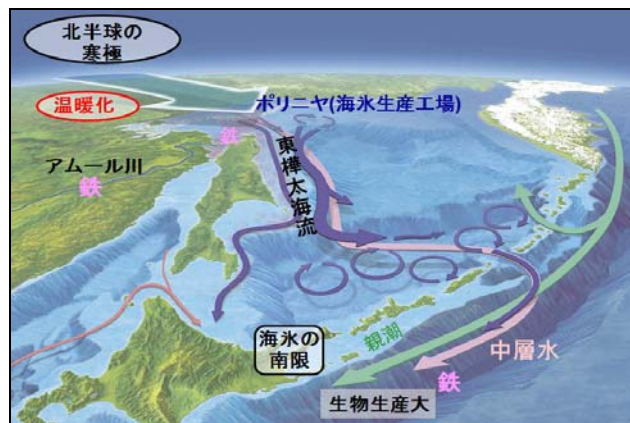 北半球の
寒極
温暖化
ポリニヤ(海氷生産工場)
鉄
アムール川
鉄
東樺太海流
海氷の
南限
親潮
中層水
鉄
生物生産大